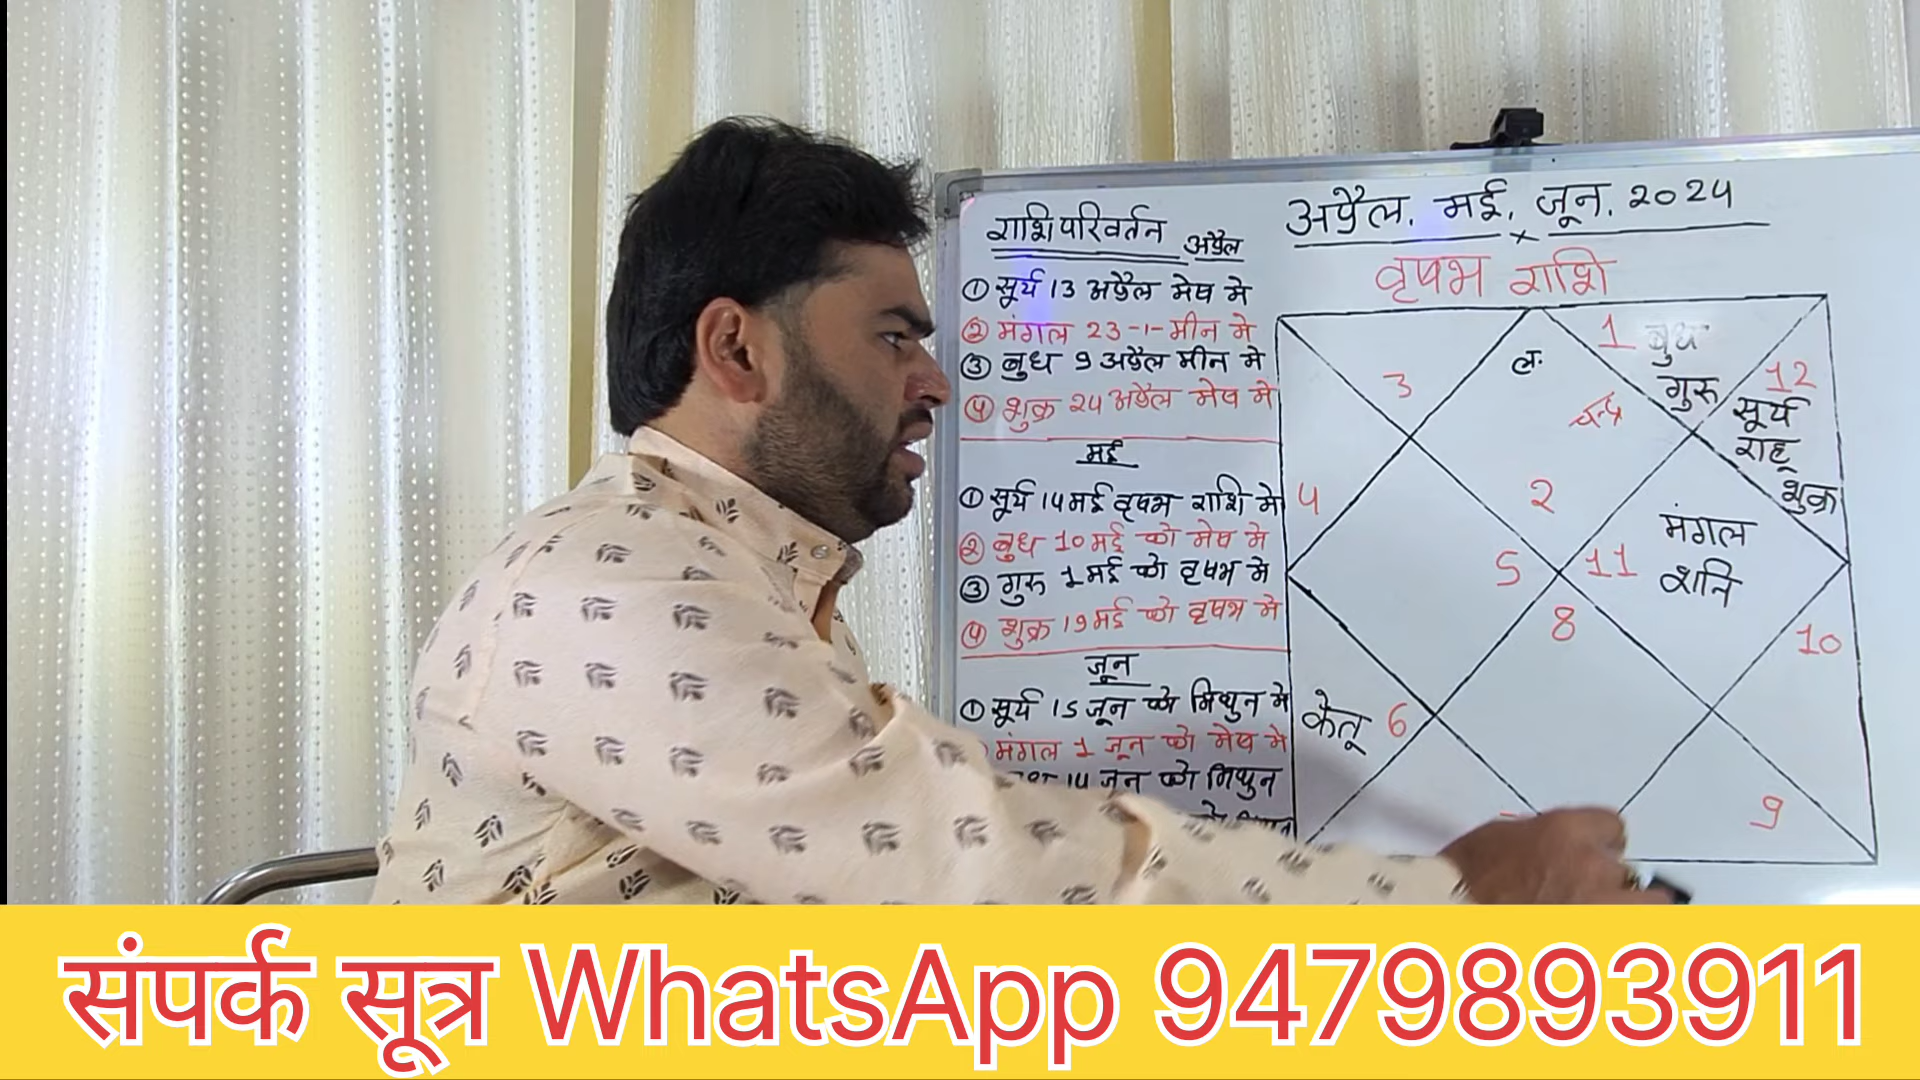 अप्रैल, मई, जून, 2024
वृषभ राशि
राशि परिवर्तन
अप्रैल
① सूर्य 13 अप्रैल मेष मे
② मंगल 23 -1- मीन मे
③ बुध 9 अप्रैल मीन मे
④ शुक्र 24 अप्रैल मेष मे
मई
① सूर्य 14 मई वृषभ राशि मे
② बुध 10 मई को मेष मे
③ गुरु 1 मई को वृषभ मे
④ शुक्र 19 मई को वृषभ मे
जून
① सूर्य 15 जून को मिथुन मे
मंगल 1 जून को मेष मे
14 जून को मिथुन
ल.
1 बुध
गुरु
12
सूर्य
राहू
शुक्र
3
चन्द्र
4
2
मंगल
शनि
5
11
8
10
केतू 6
9
संपर्क सूत्र WhatsApp 9479893911